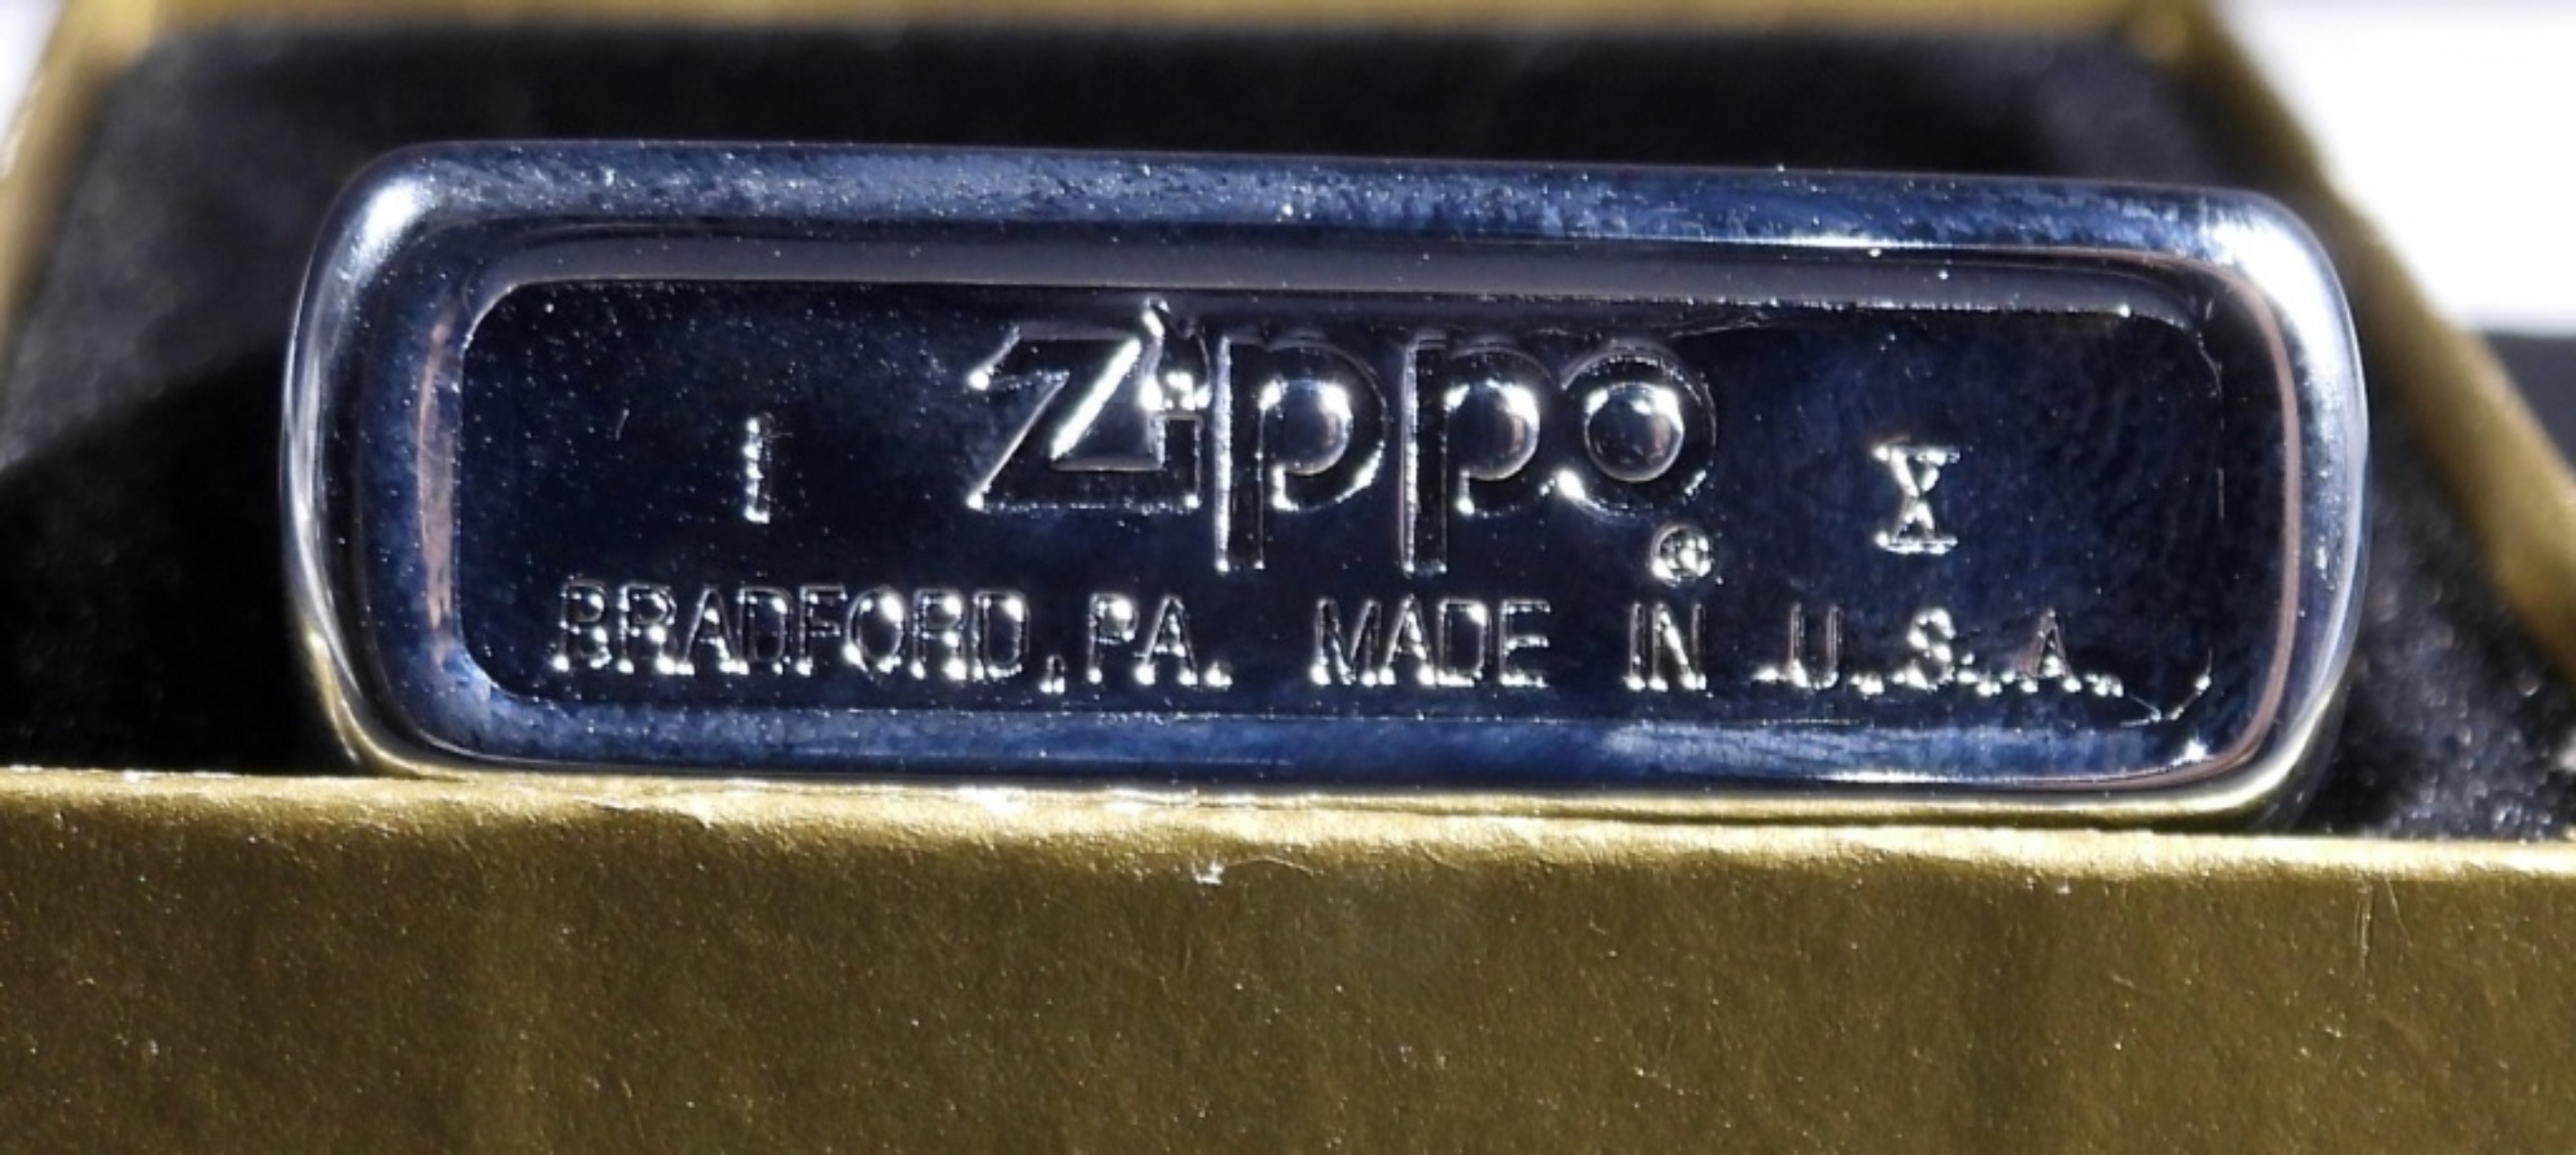 I Zippo ® X
BRADFORD, PA. MADE IN U.S.A.